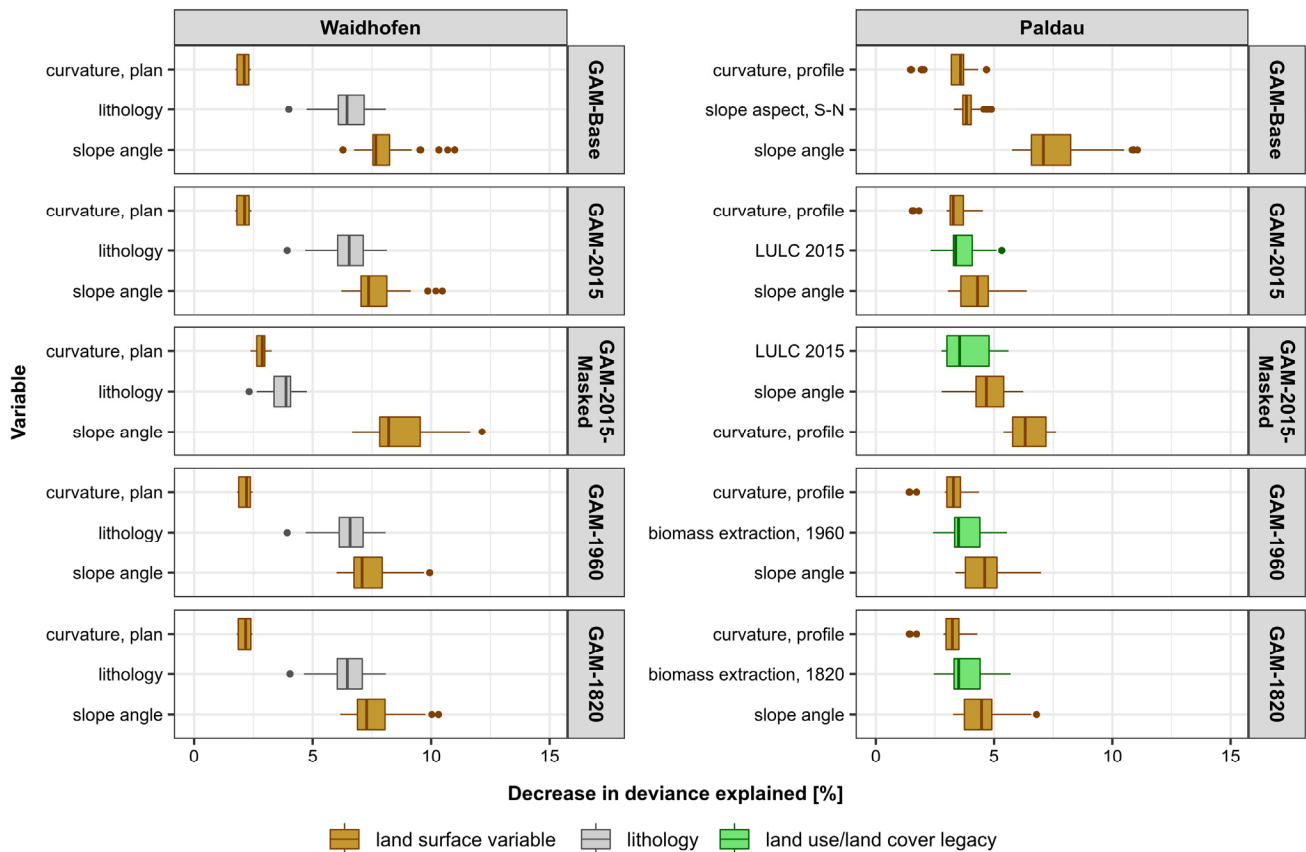 Waidhofen
Paldau
Variable
curvature, plan
lithology
slope angle
GAM-Base
curvature, profile
slope aspect, S-N
slope angle
GAM-Base
curvature, plan
lithology
slope angle
GAM-2015
curvature, profile
LULC 2015
slope angle
GAM-2015
curvature, plan
lithology
slope angle
GAM-2015-
Masked
LULC 2015
slope angle
curvature, profile
GAM-2015-
Masked
curvature, plan
lithology
slope angle
GAM-1960
curvature, profile
biomass extraction, 1960
slope angle
GAM-1960
curvature, plan
lithology
slope angle
GAM-1820
curvature, profile
biomass extraction, 1820
slope angle
GAM-1820
0 5 10 15
0 5 10 15
Decrease in deviance explained [%]
land surface variable lithology land use/land cover legacy